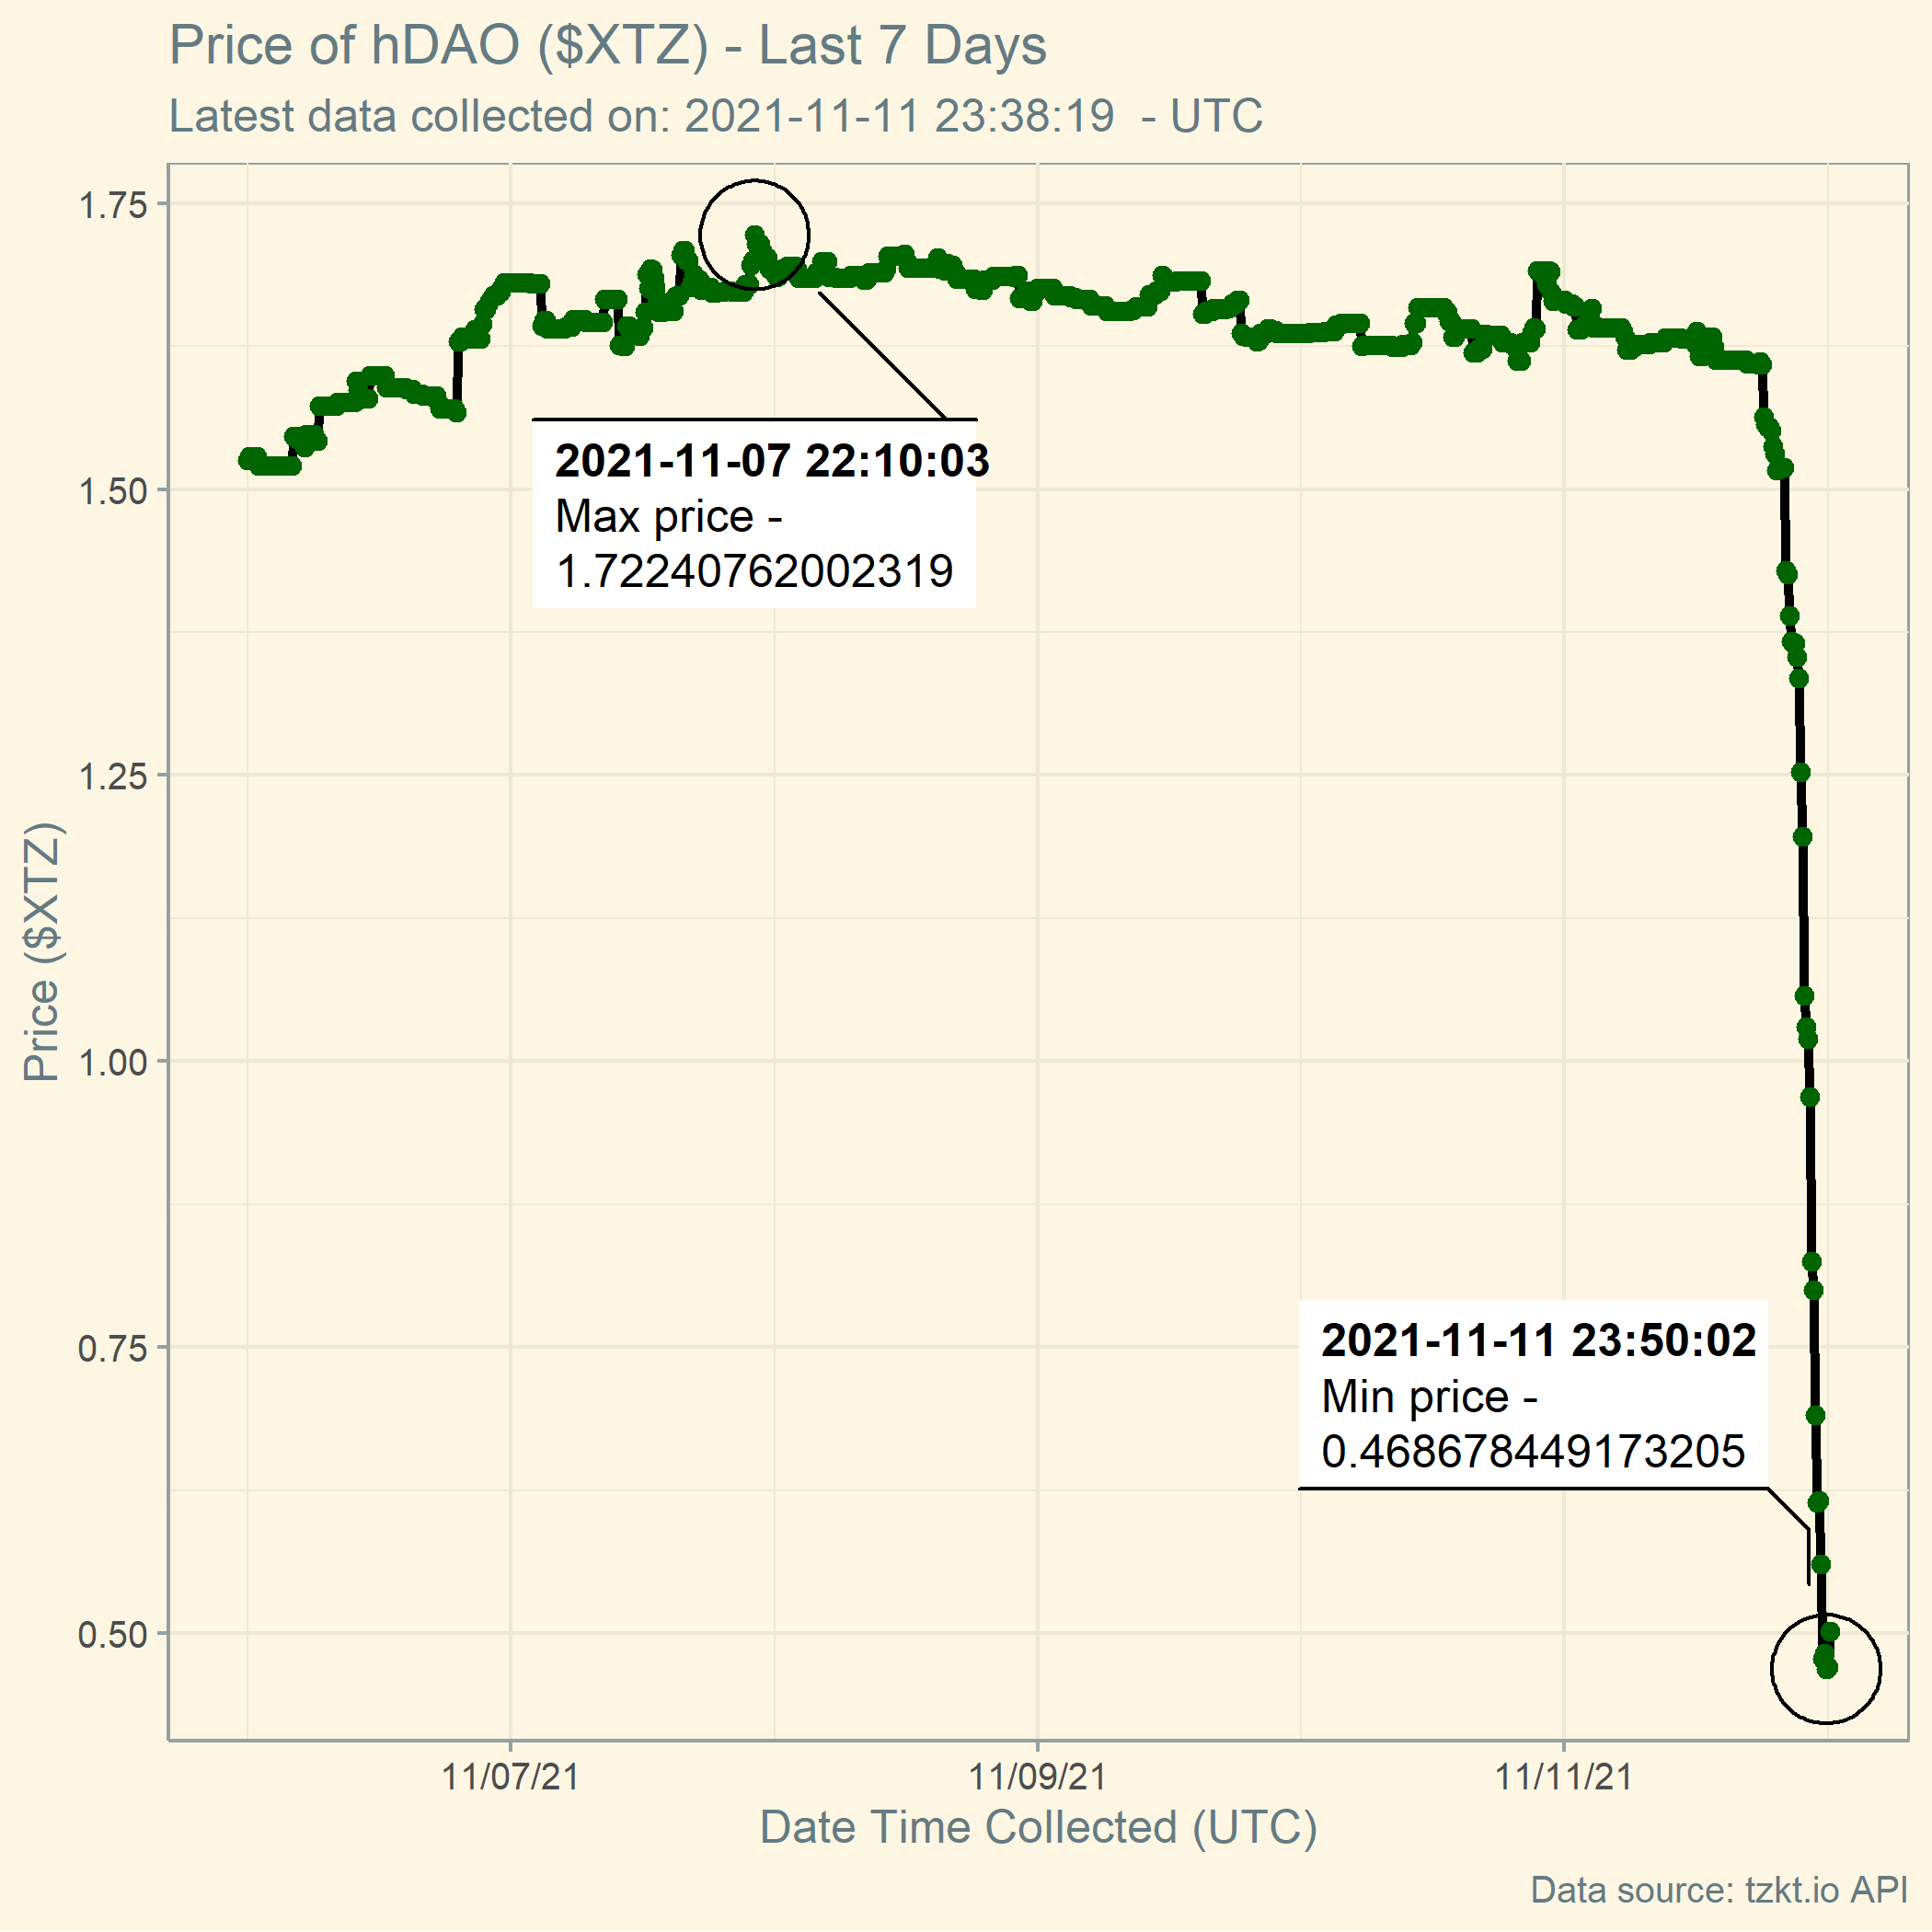 Price of hDAO ($XTZ) - Last 7 Days
Latest data collected on: 2021-11-11 23:38:19  - UTC
1.75
1.50
1.25
1.00
0.75
0.50
Price ($XTZ)
2021-11-07 22:10:03
Max price -
1.72240762002319
2021-11-11 23:50:02
Min price -
0.468678449173205
11/07/21
11/09/21
11/11/21
Date Time Collected (UTC)
Data source: tzkt.io API